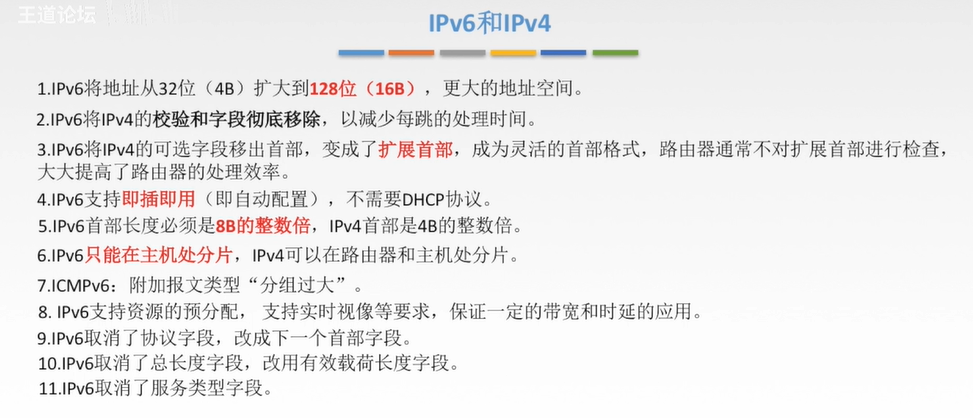 王道论坛
IPv6和IPv4
1.IPv6将地址从32位（4B）扩大到128位（16B），更大的地址空间。
2.IPv6将IPv4的校验和字段彻底移除，以减少每跳的处理时间。
3.IPv6将IPv4的可选字段移出首部，变成了扩展首部，成为灵活的首部格式，路由器通常不对扩展首部进行检查，
大大提高了路由器的处理效率。
4.IPv6支持即插即用（即自动配置），不需要DHCP协议。
5.IPv6首部长度必须是8B的整数倍，IPv4首部是4B的整数倍。
6.IPv6只能在主机处分片，IPv4可以在路由器和主机处分片。
7.ICMPv6：附加报文类型“分组过大”。
8. IPv6支持资源的预分配， 支持实时视像等要求，保证一定的带宽和时延的应用。
9.IPv6取消了协议字段，改成下一个首部字段。
10.IPv6取消了总长度字段，改用有效载荷长度字段。
11.IPv6取消了服务类型字段。